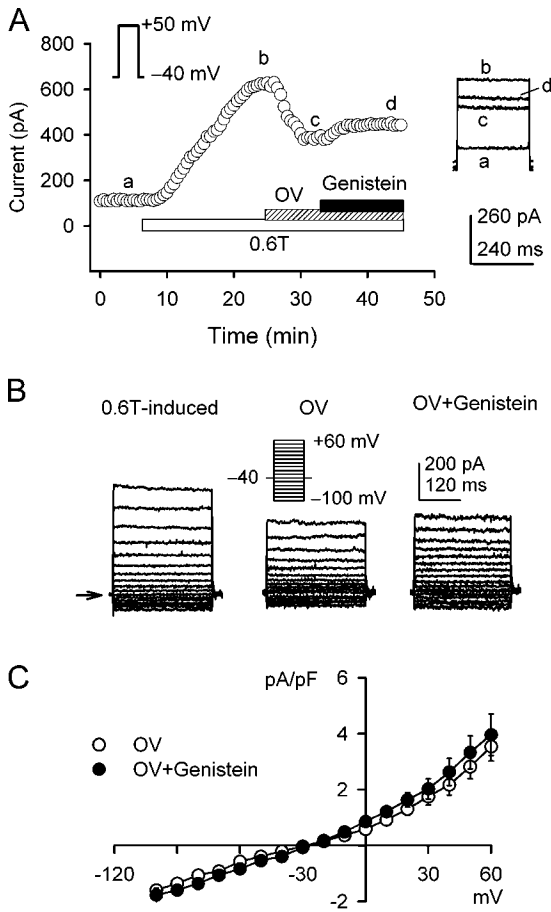 A
+50 mV
−40 mV
Current (pA)
800
600
400
200
0
a
b
c
d
OV
Genistein
0.6T
0
10
20
30
40
50
Time (min)
b
d
c
a
260 pA
240 ms
B
0.6T-induced
OV
OV+Genistein
+60 mV
−40
−100 mV
200 pA
120 ms
C
pA/pF
OV
OV+Genistein
6
4
2
-2
-120
-30
30
60
mV